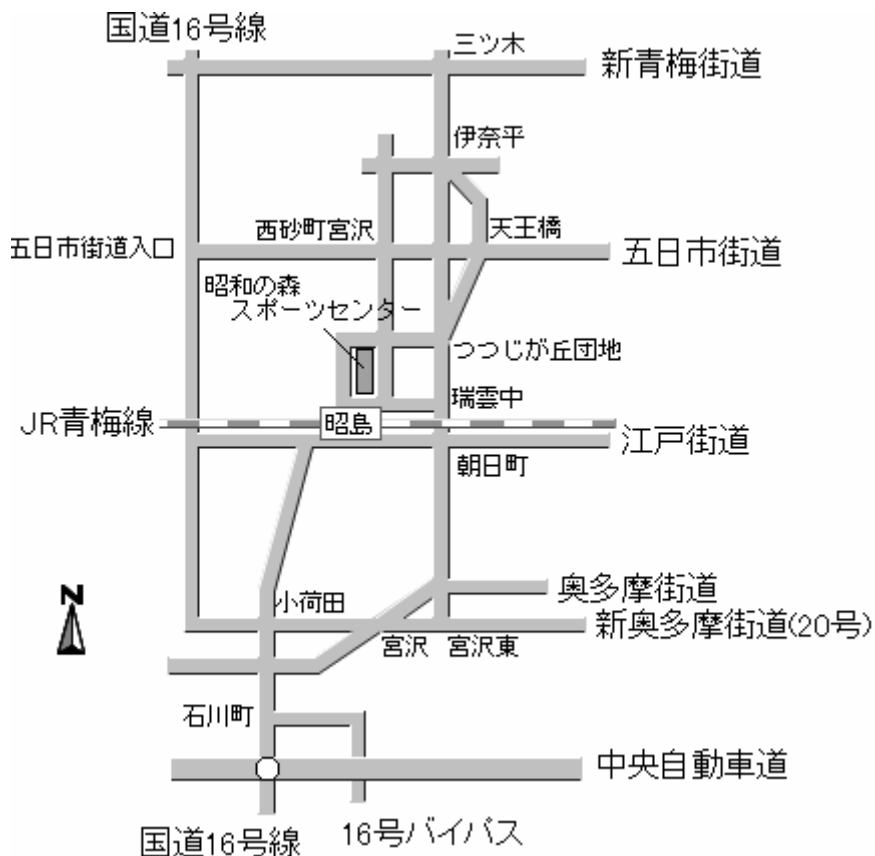 国道16号線
三ツ木
新青梅街道
伊奈平
西砂町宮沢
天王橋
五日市街道入口
五日市街道
昭和の森
スポーツセンター
つつじが丘団地
瑞雲中
JR青梅線
昭島
江戸街道
朝日町
N
小荷田
奥多摩街道
新奥多摩街道(20号)
宮沢
宮沢東
石川町
中央自動車道
国道16号線
16号バイパス